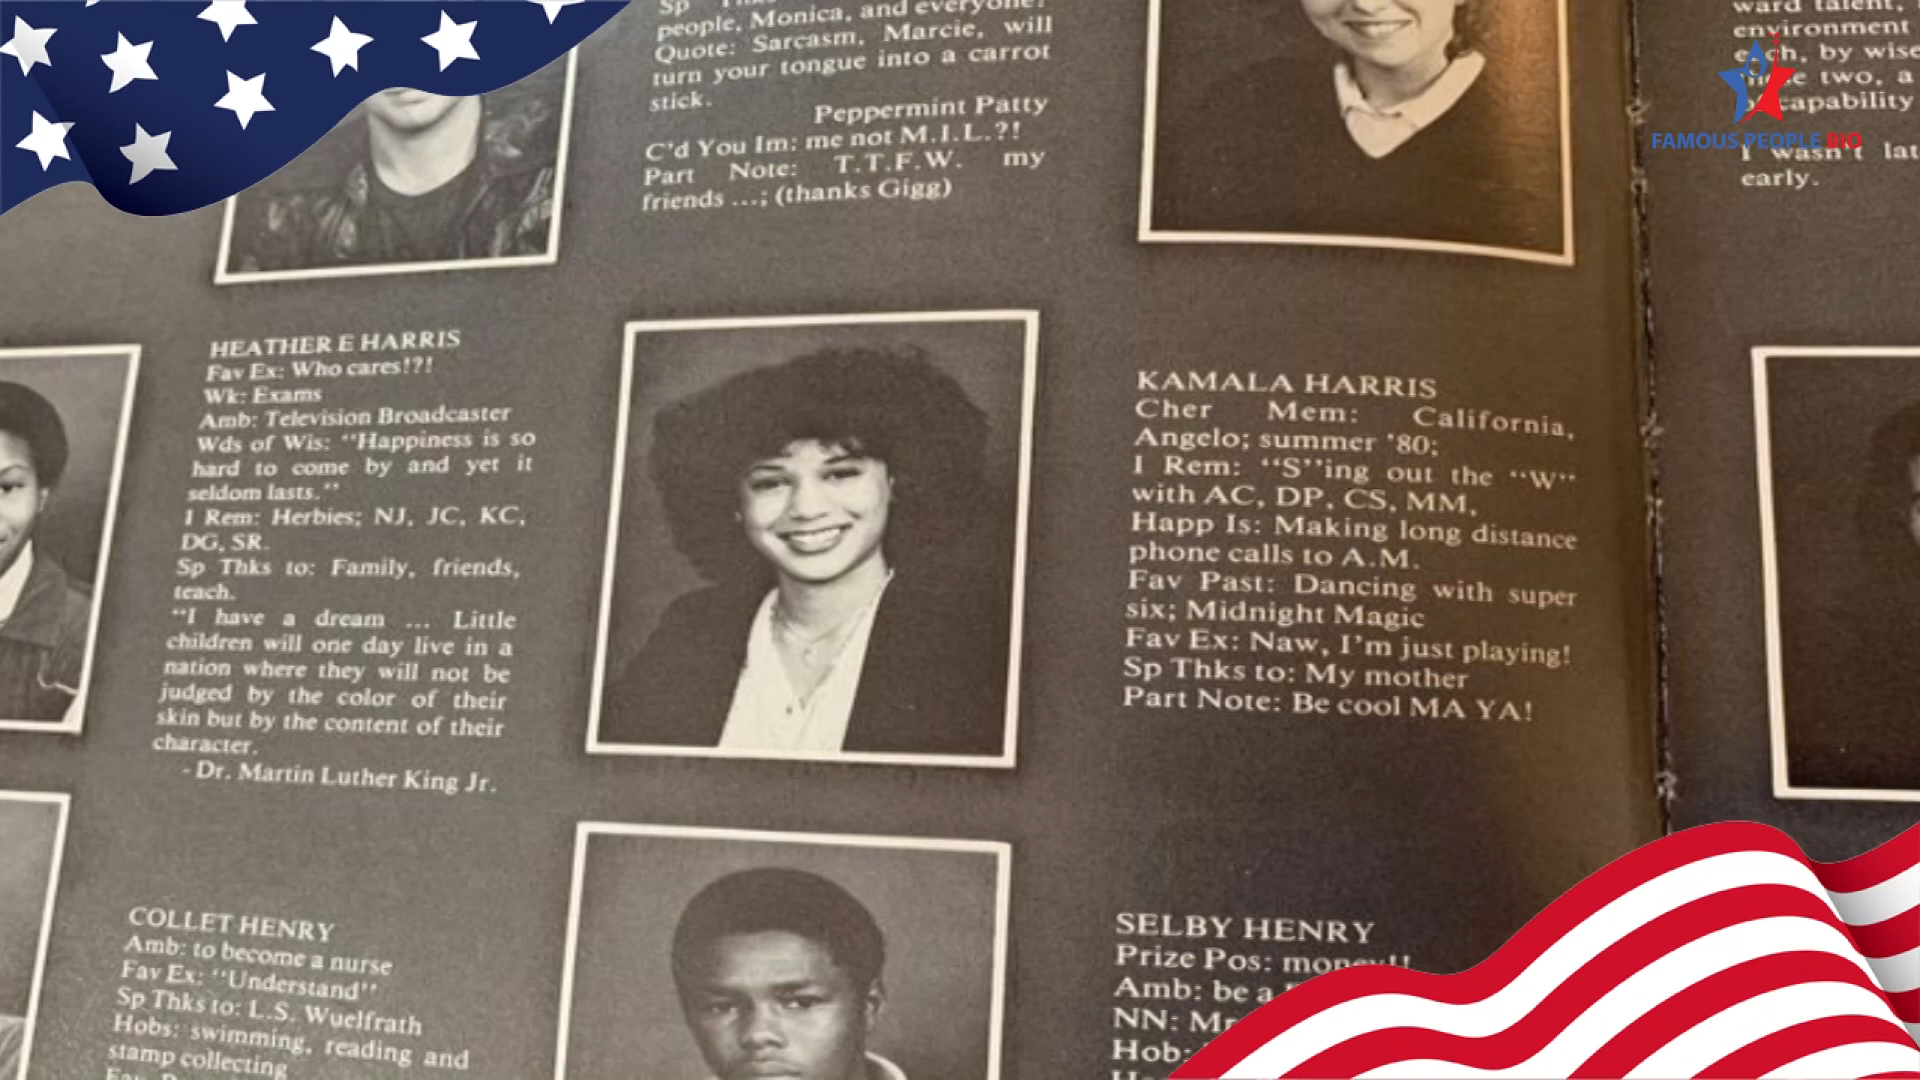 people, Monica, and everyone!
Quote: Sarcasm, Marcie, will
turn your tongue into a carrot
stick.
Peppermint Patty
C'd You Im: me not M.I.L.?!
Part Note: T.T.F.W. my
friends ...; (thanks Gigg)
HEATHER E HARRIS
Fav Ex: Who cares!?!
Wk: Exams
Amb: Television Broadcaster
Wds of Wis: "Happiness is so
hard to come by and yet it
seldom lasts."
I Rem: Herbies; NJ, JC, KC,
DG, SR.
Sp Thks to: Family, friends,
teach.
"I have a dream ... Little
children will one day live in a
nation where they will not be
judged by the color of their
skin but by the content of their
character.
- Dr. Martin Luther King Jr.
KAMALA HARRIS
Cher Mem: California,
Angelo; summer '80;
I Rem: "S"ing out the "W"
with AC, DP, CS, MM,
Happ Is: Making long distance
phone calls to A.M.
Fav Past: Dancing with super
six; Midnight Magic
Fav Ex: Naw, I'm just playing!
Sp Thks to: My mother
Part Note: Be cool MA YA!
COLLET HENRY
Amb: to become a nurse
Fav Ex: "Understand"
Sp Thks to: L.S. Wuelfrath
Hobs: swimming, reading and
stamp collecting
SELBY HENRY
Prize Pos: money!!
Amb: be a
NN:
Hob:
ward talent,
environment
each, by wise
two, a
capability
I wasn't
early.
FAMOUS PEOPLE BIO